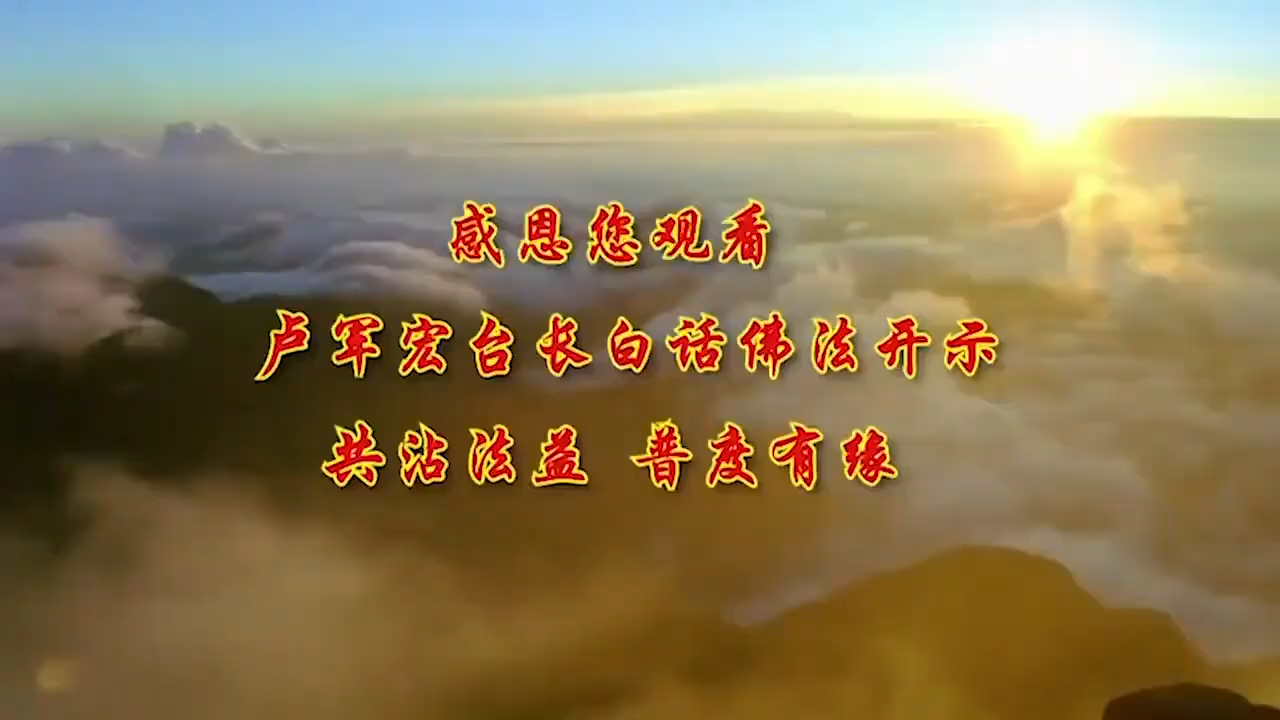 感恩您观看
卢军宏台长白话佛法开示
共沾法益 普度有缘